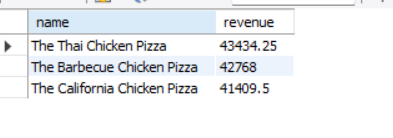 name revenue
The Thai Chicken Pizza 43434.25
The Barbecue Chicken Pizza 42768
The California Chicken Pizza 41409.5